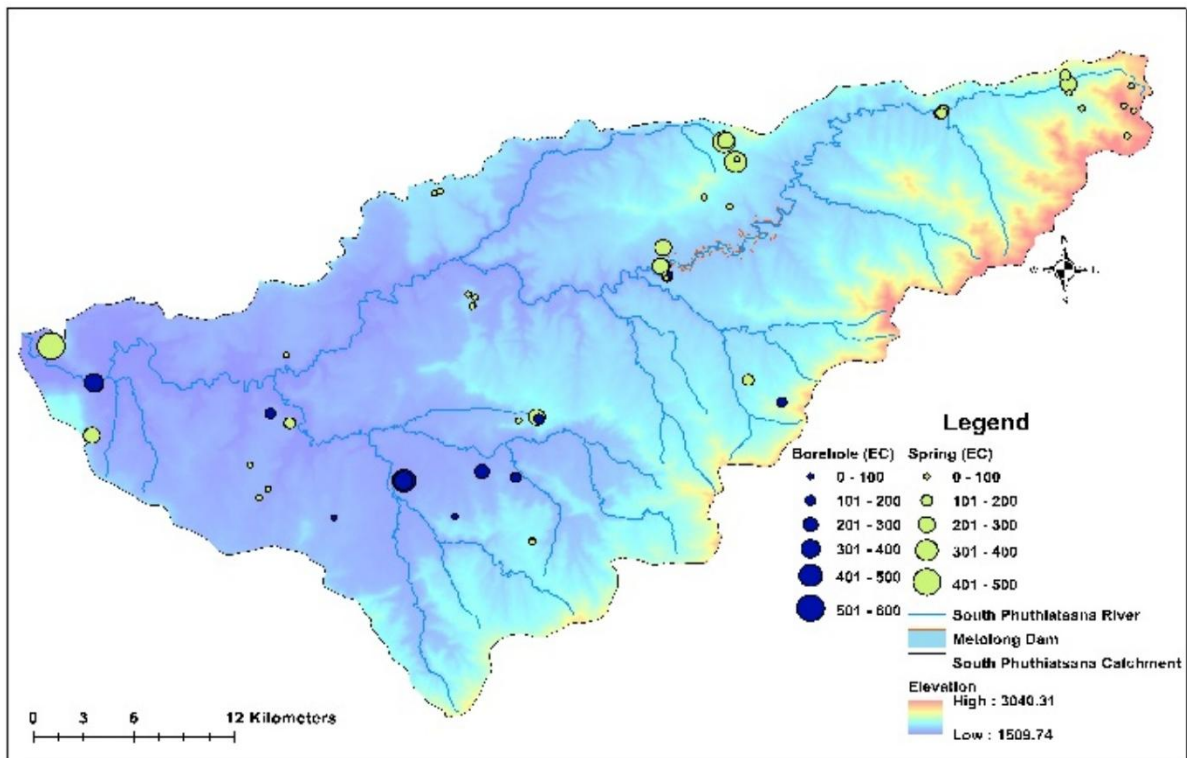 N
Legend
Borehole (EC) Spring (EC)
0 - 100 0 - 100
101 - 200 101 - 200
201 - 300 201 - 300
301 - 400 301 - 400
401 - 500 401 - 500
501 - 600
South Phuthiatsana River
Metolong Dam
South Phuthiatsana Catchment
Elevation
High : 3040.31
Low : 1509.74
0 3 6 12 Kilometers